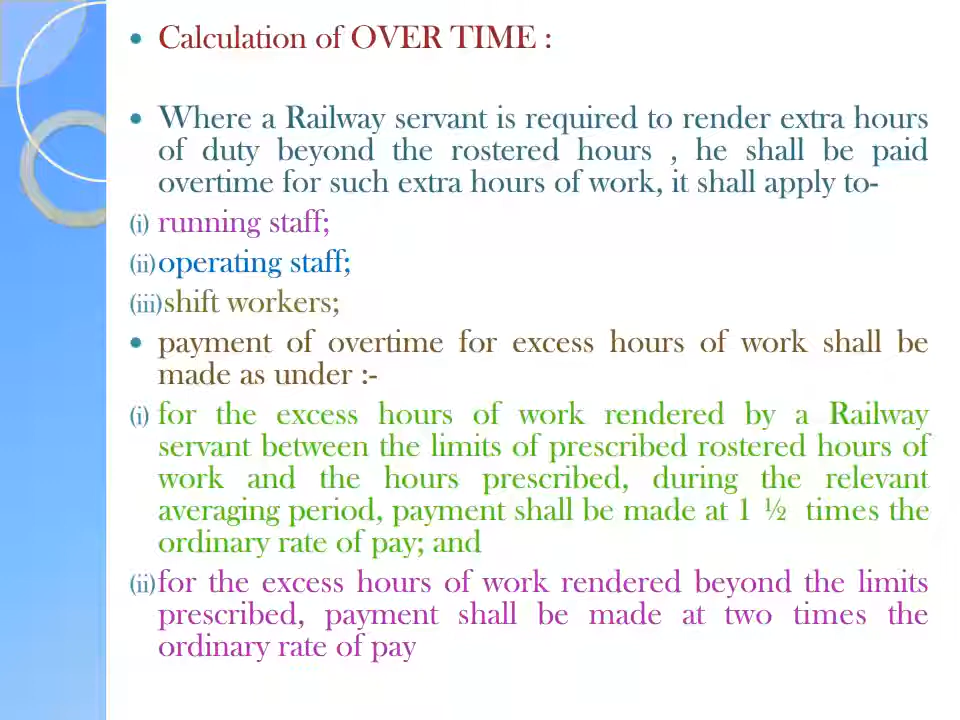 • Calculation of OVER TIME :
• Where a Railway servant is required to render extra hours
of duty beyond the rostered hours , he shall be paid
overtime for such extra hours of work, it shall apply to-
(i) running staff;
(ii) operating staff;
(iii) shift workers;
• payment of overtime for excess hours of work shall be
made as under :-
(i) for the excess hours of work rendered by a Railway
servant between the limits of prescribed rostered hours of
work and the hours prescribed, during the relevant
averaging period, payment shall be made at 1 ½ times the
ordinary rate of pay; and
(ii) for the excess hours of work rendered beyond the limits
prescribed, payment shall be made at two times the
ordinary rate of pay